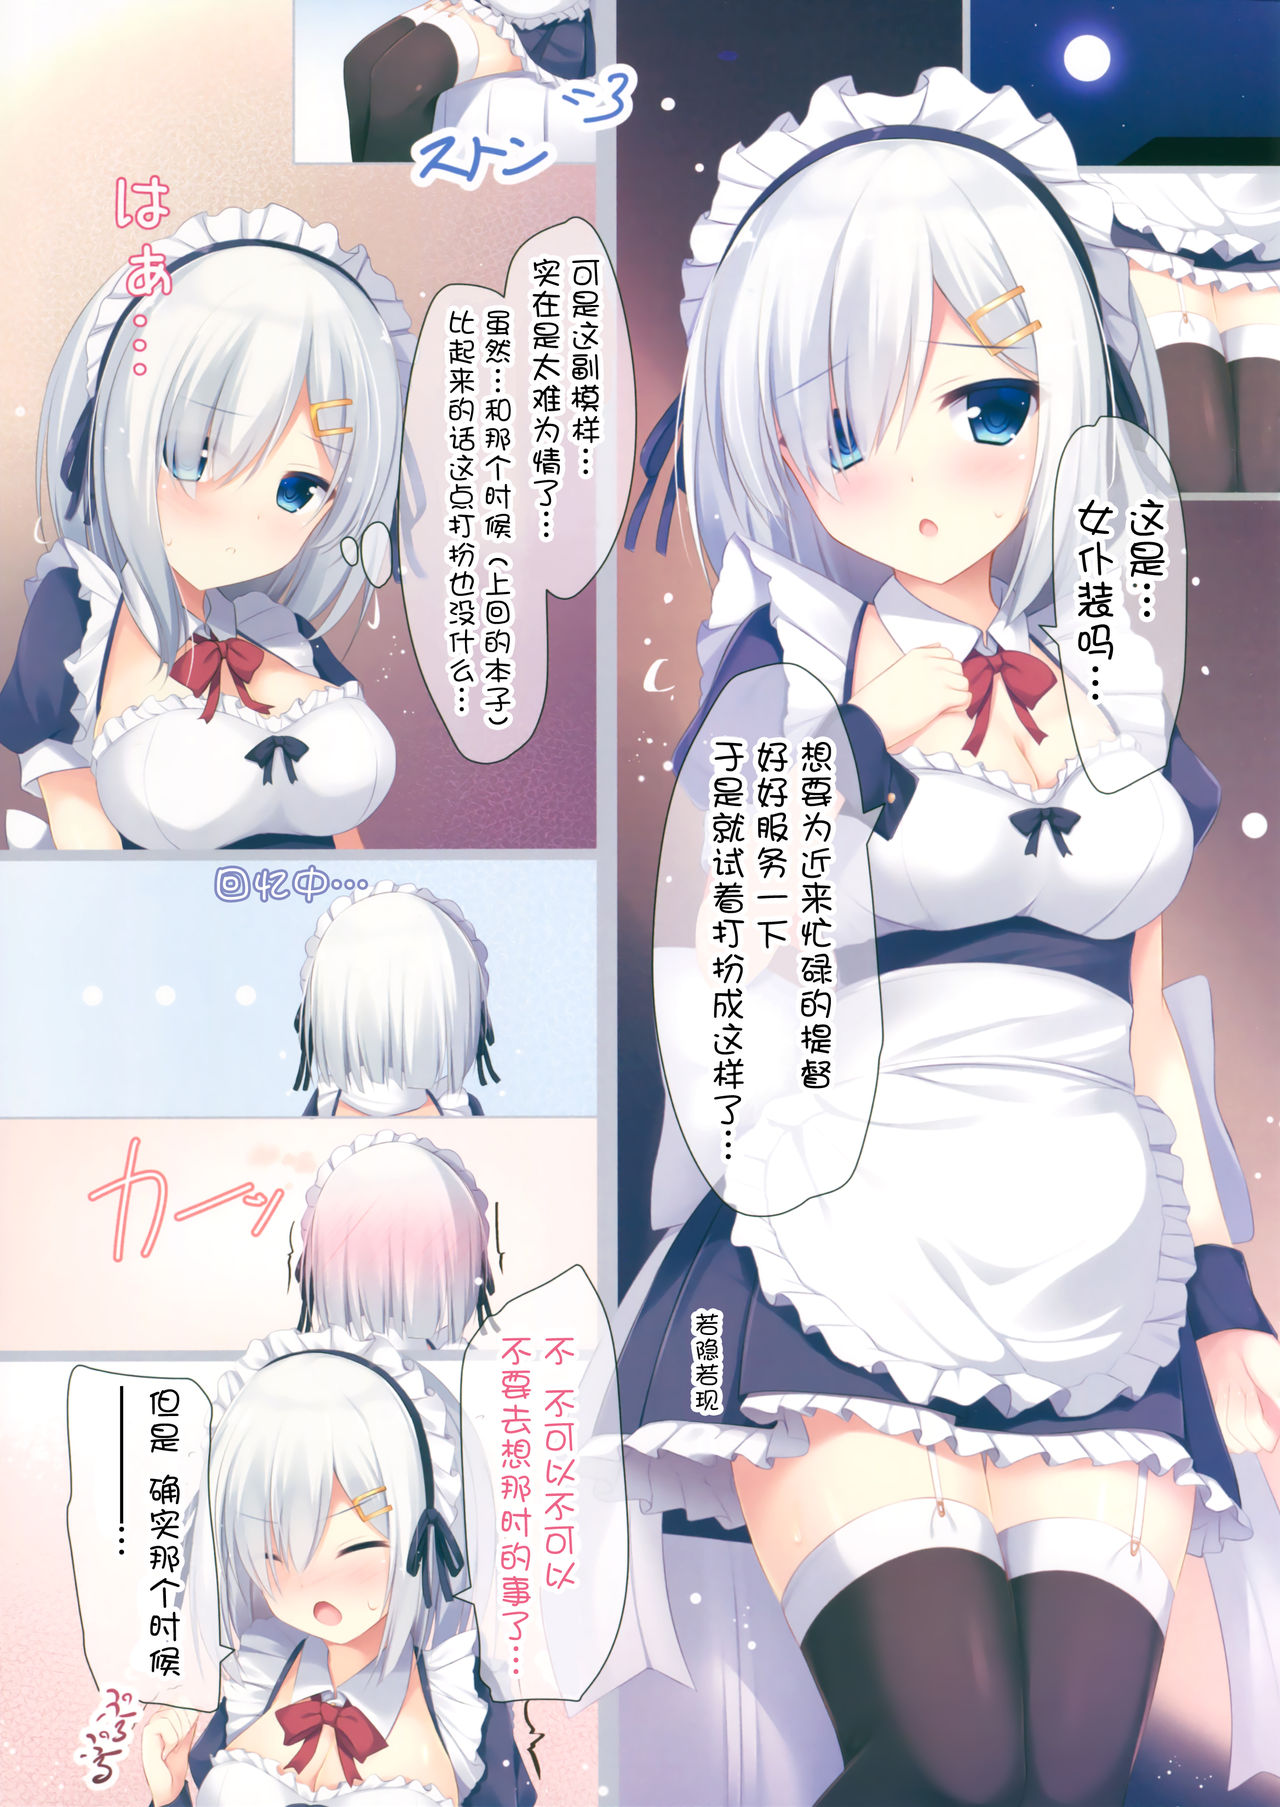 这是…
女仆装吗…
想要为近来忙碌的提督
好好服务一下
于是就试着打扮成这样了…
若隐若现
ストン
可是这副模样…
实在是太难为情了…
虽然…和那个时候（上回的本子）
比起来的话这点打扮也没什么…
はぁ…
回忆中…
カーッ
不 不可以不可以
不要去想那时的事了…
但是 确实那个时候
――…